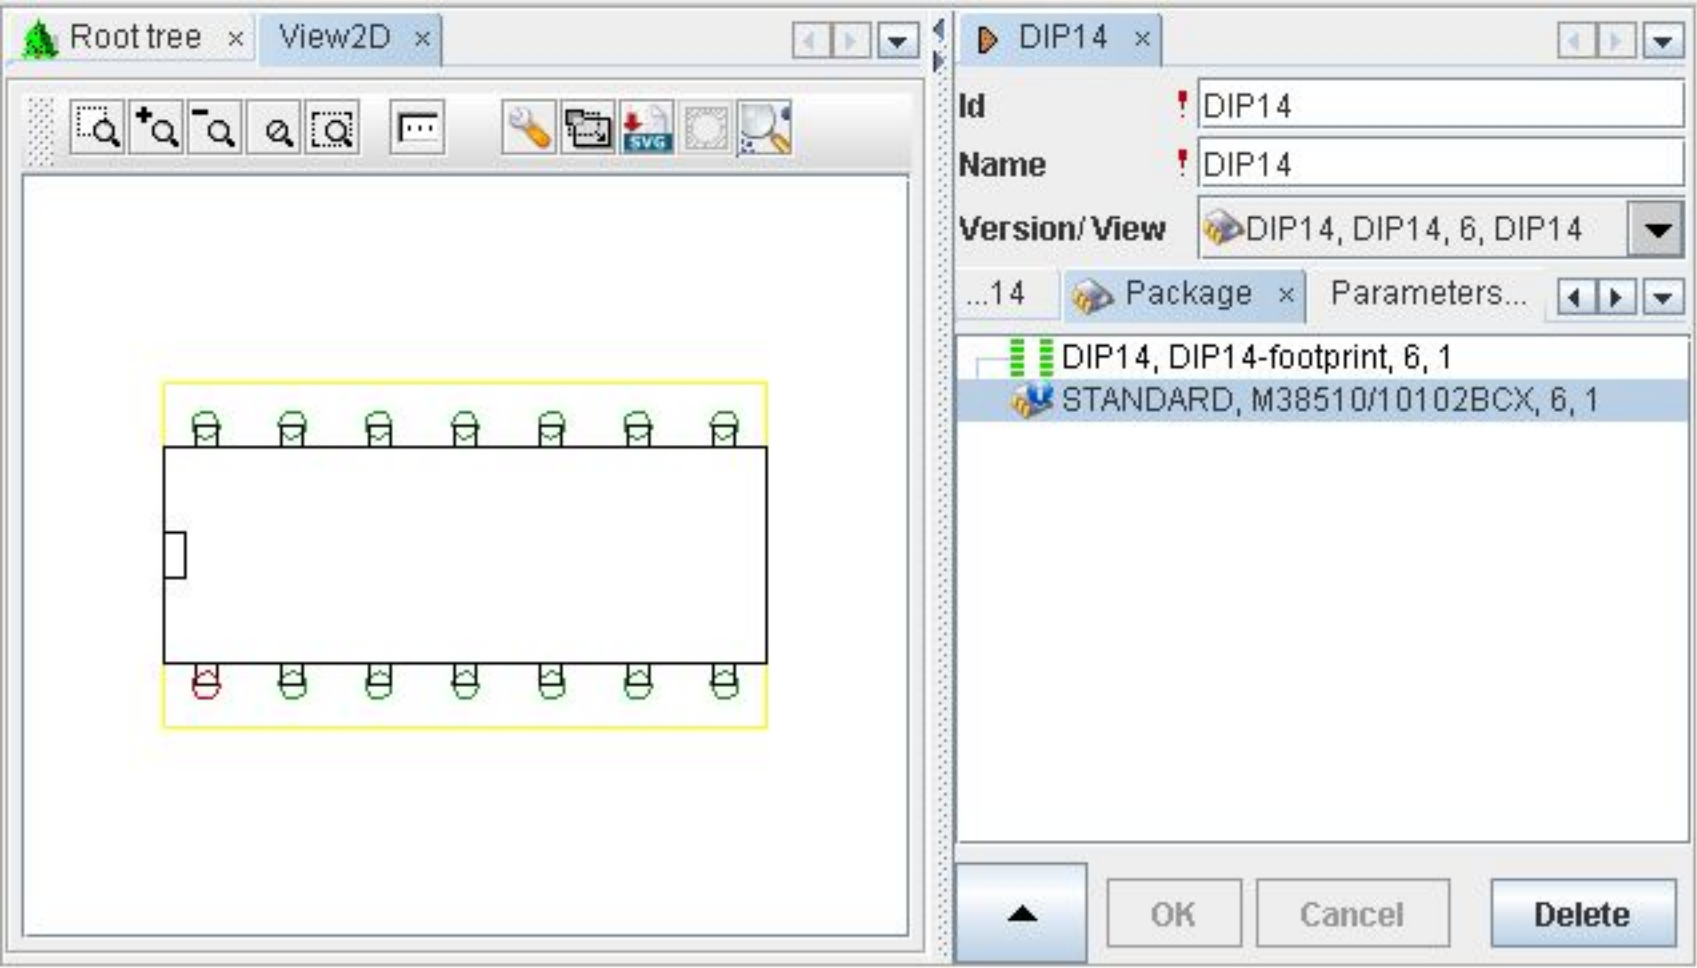 Root tree × View2D ×
SVG
DIP14 ×
Id ! DIP14
Name ! DIP14
Version/View DIP14, DIP14, 6, DIP14
...14 Package × Parameters...
DIP14, DIP14-footprint, 6, 1
STANDARD, M38510/10102BCX, 6, 1
OK Cancel Delete